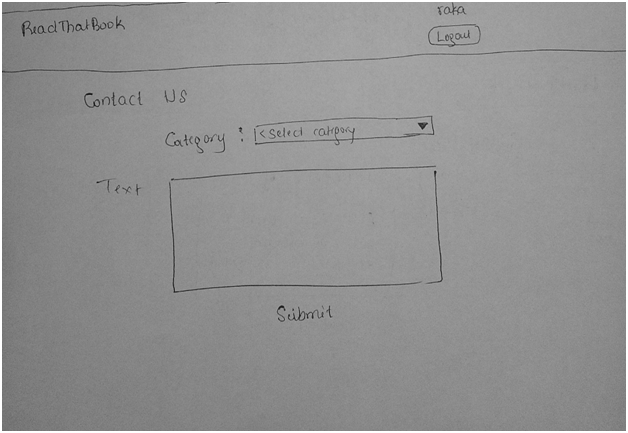 ReadThatBook
raka
Logout
Contact Us
Category : <Select category
Text
Submit